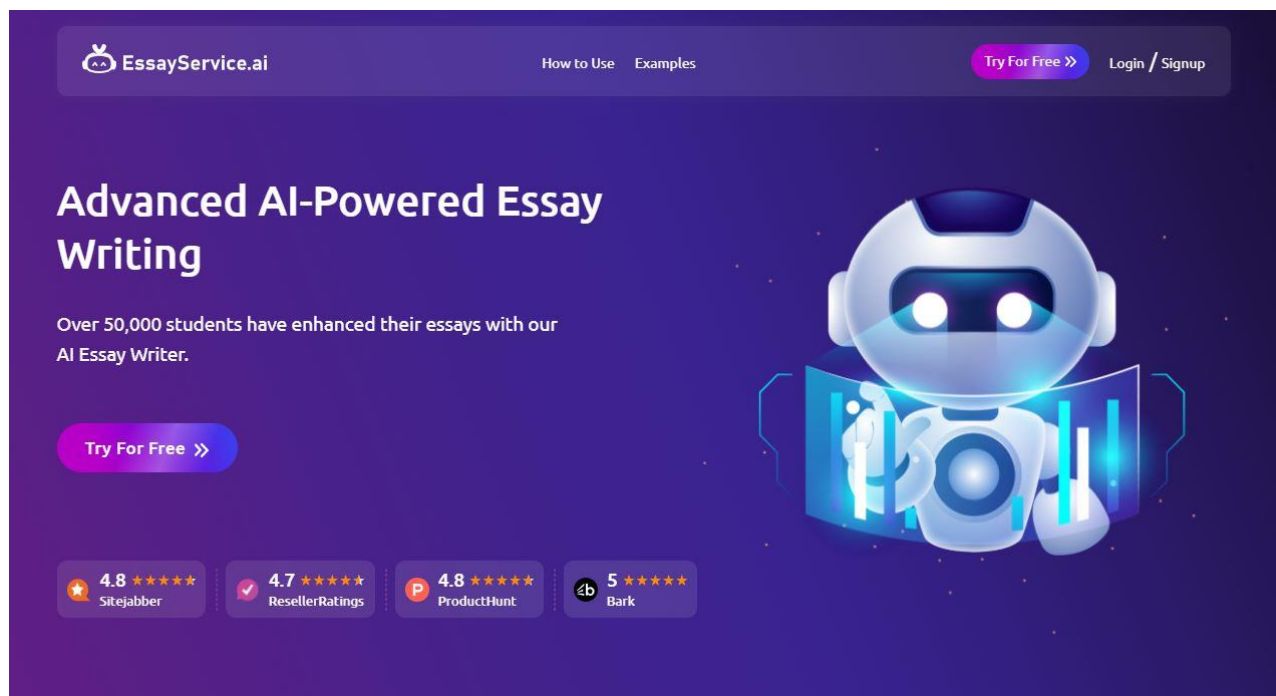 EssayService.ai
How to Use
Examples
Try For Free
Login / Signup
Advanced AI-Powered Essay
Writing
Over 50,000 students have enhanced their essays with our
AI Essay Writer.
Try For Free
4.8
Sitejabber
4.7
ResellerRatings
P
4.8
ProductHunt
b
5
Bark